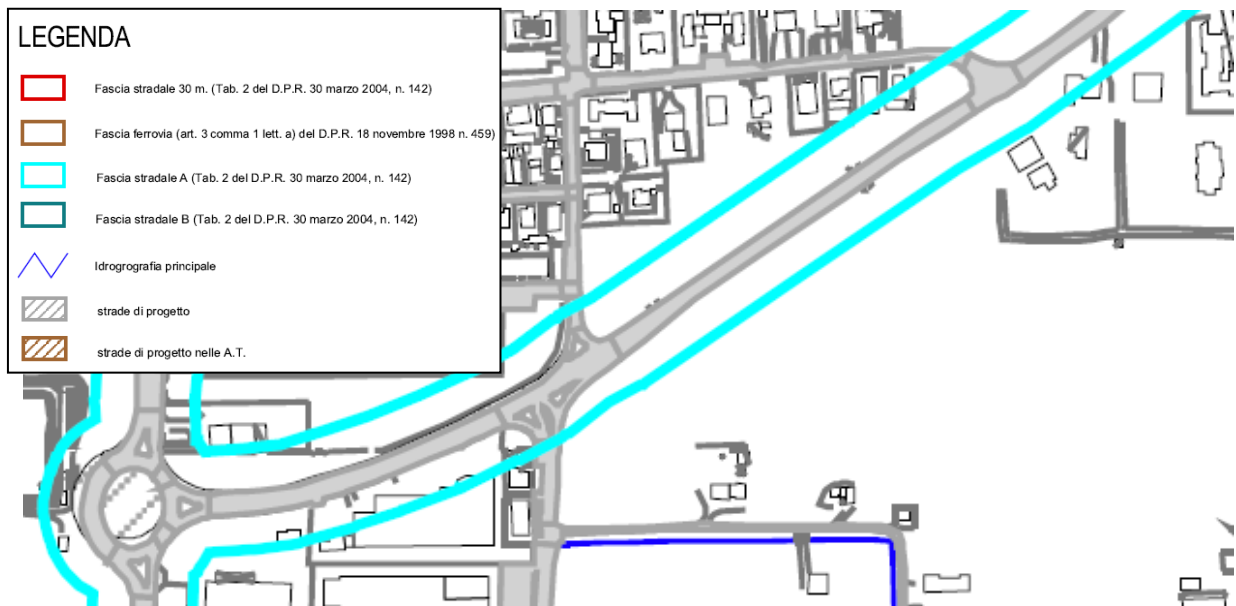 LEGENDA
Fascia stradale 30 m. (Tab. 2 del D.P.R. 30 marzo 2004, n. 142)
Fascia ferrovia (art. 3 comma 1 lett. a) del D.P.R. 18 novembre 1998 n. 459)
Fascia stradale A (Tab. 2 del D.P.R. 30 marzo 2004, n. 142)
Fascia stradale B (Tab. 2 del D.P.R. 30 marzo 2004, n. 142)
Idrogrografia principale
strade di progetto
strade di progetto nelle A.T.